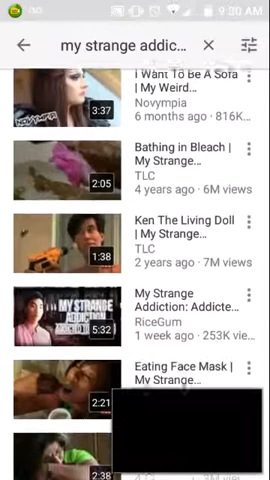 9:30 AM
my strange addic...
I Want To Be A Sofa
| My Weird...
Novympia
6 months ago · 816K...
3:37
Bathing in Bleach |
My Strange...
TLC
4 years ago · 6M views
2:05
Ken The Living Doll
| My Strange...
TLC
2 years ago · 7M views
1:38
My Strange
Addiction: Addicte...
RiceGum
1 week ago · 253K vie...
MY STRANGE
ADDICTION
5:32
Eating Face Mask |
My Strange...
2:21
2:38